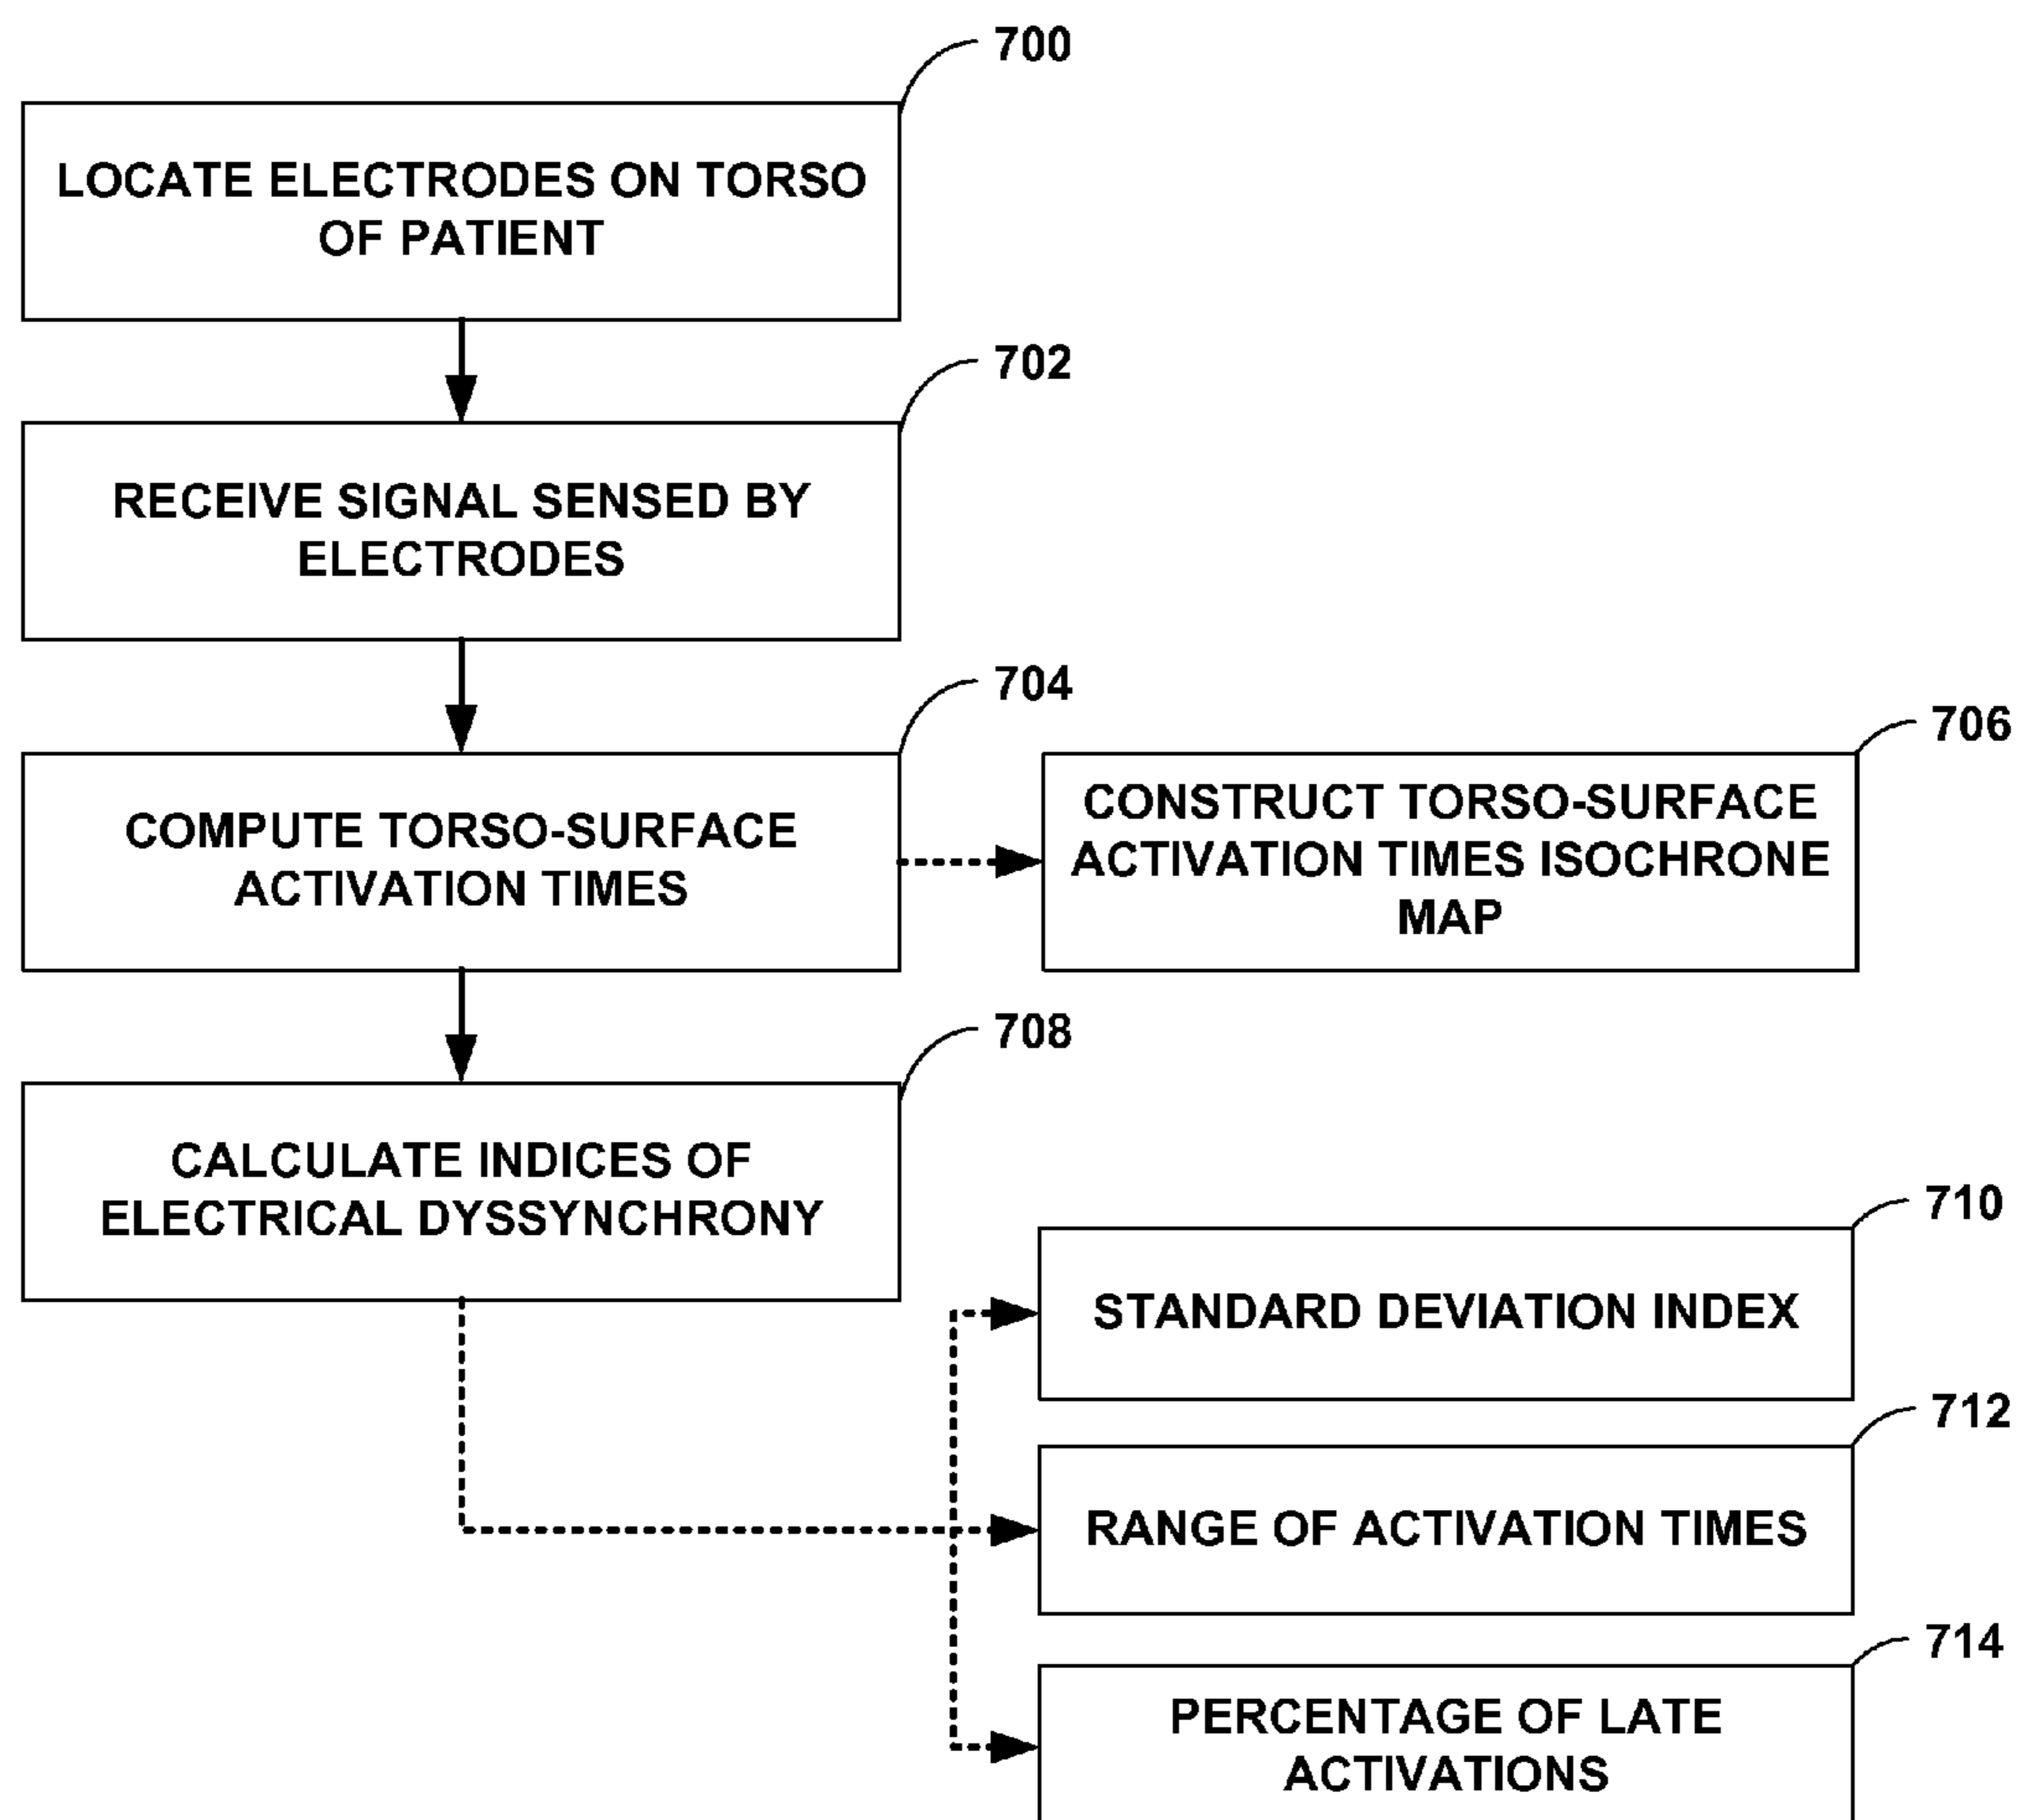 700
LOCATE ELECTRODES ON TORSO
OF PATIENT
702
RECEIVE SIGNAL SENSED BY
ELECTRODES
704
COMPUTE TORSO-SURFACE
ACTIVATION TIMES
706
CONSTRUCT TORSO-SURFACE
ACTIVATION TIMES ISOCHRONE
MAP
708
CALCULATE INDICES OF
ELECTRICAL DYSSYNCHRONY
710
STANDARD DEVIATION INDEX
712
RANGE OF ACTIVATION TIMES
714
PERCENTAGE OF LATE
ACTIVATIONS